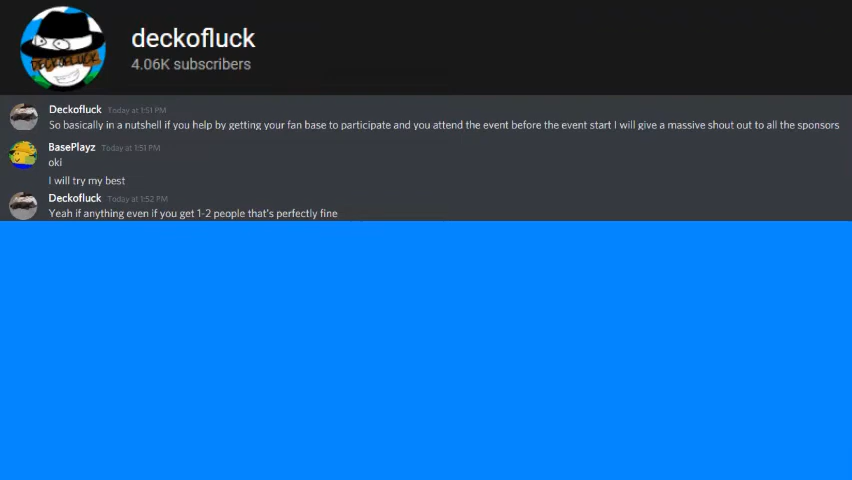 deckofluck
4.06K subscribers
DECKOFLUCK
Deckofluck Today at 1:51 PM
So basically in a nutshell if you help by getting your fan base to participate and you attend the event before the event start I will give a massive shout out to all the sponsors
BasePlayz Today at 1:51 PM
oki
I will try my best
Deckofluck Today at 1:52 PM
Yeah if anything even if you get 1-2 people that's perfectly fine